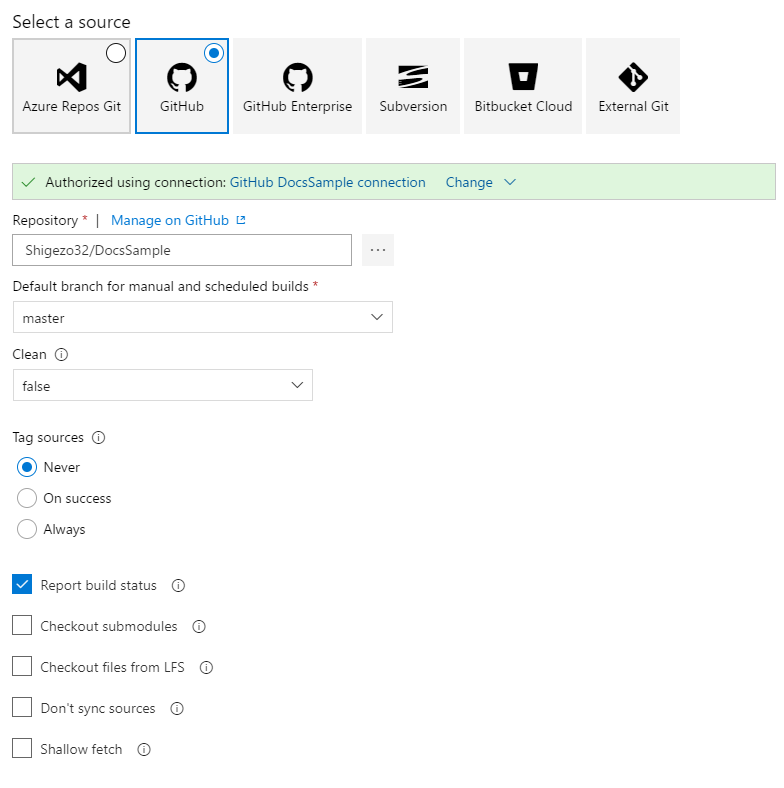 Select a source
Azure Repos Git
GitHub
GitHub Enterprise
Subversion
Bitbucket Cloud
External Git
Authorized using connection: GitHub DocsSample connection Change
Repository * | Manage on GitHub
Shigezo32/DocsSample ...
Default branch for manual and scheduled builds *
master
Clean
false
Tag sources
Never
On success
Always
Report build status
Checkout submodules
Checkout files from LFS
Don't sync sources
Shallow fetch